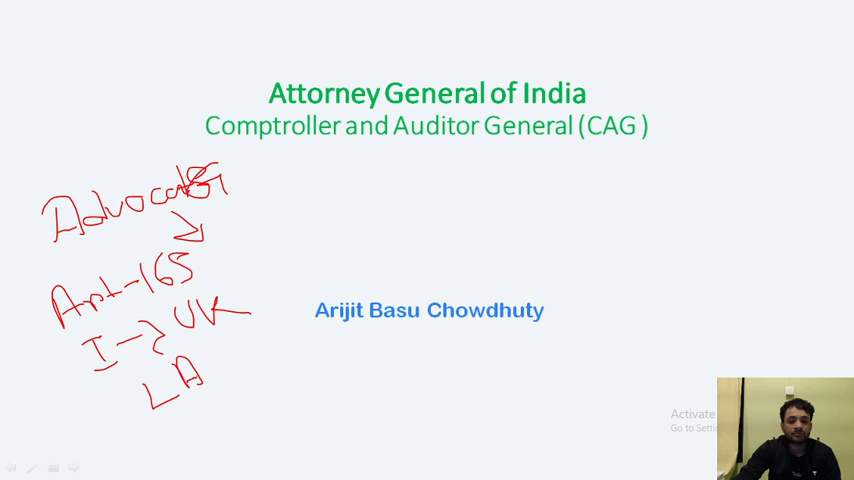 Attorney General of India
Comptroller and Auditor General (CAG )
Art-165
UK
LA
Arijit Basu Chowdhuty
Activate
Go to Settin